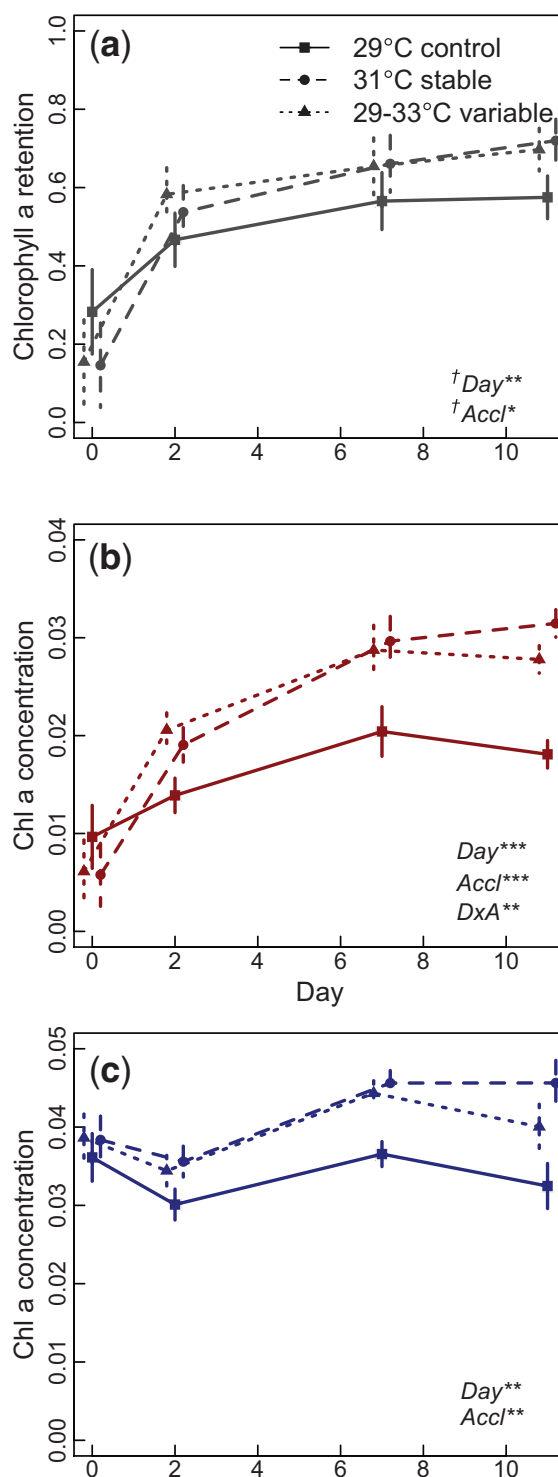 (a)
29°C control
31°C stable
29-33°C variable
Chlorophyll a retention
1.0
0.8
0.6
0.4
0.2
0.0
†Day**
†Accl*
0 2 4 6 8 10
(b)
Chl a concentration
0.04
0.03
0.02
0.01
0.00
Day***
Accl***
DxA**
0 2 4 6 8 10
Day
(c)
Chl a concentration
0.05
0.04
0.03
0.02
0.01
0.00
Day**
Accl**
0 2 4 6 8 10